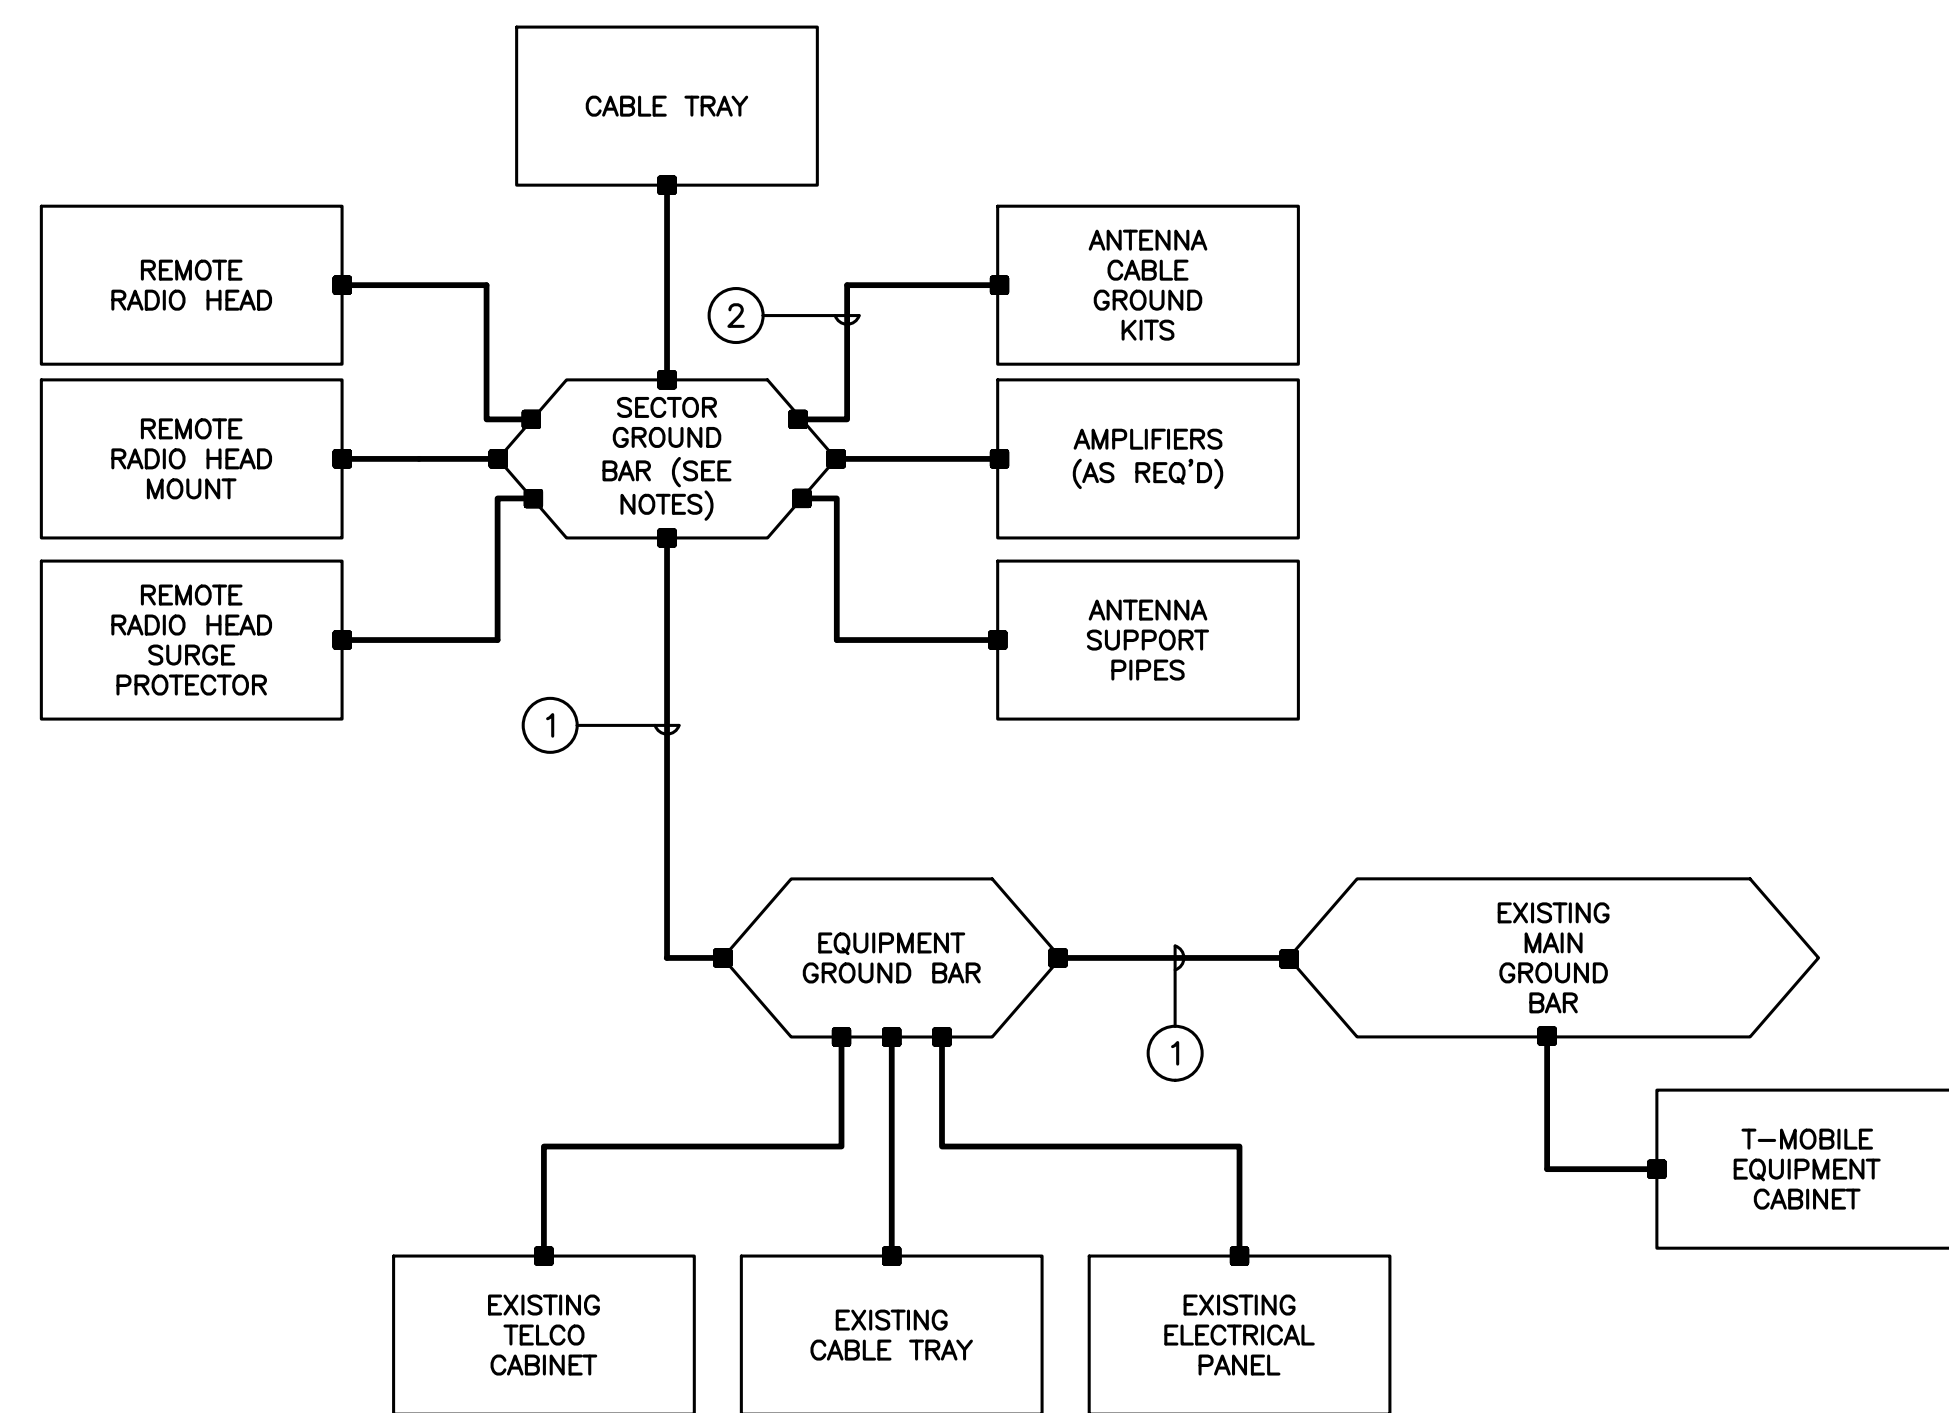 CABLE TRAY
REMOTE
RADIO HEAD
ANTENNA
CABLE
GROUND
KITS
2
REMOTE
RADIO HEAD
MOUNT
SECTOR
GROUND
BAR (SEE
NOTES)
AMPLIFIERS
(AS REQ'D)
REMOTE
RADIO HEAD
SURGE
PROTECTOR
ANTENNA
SUPPORT
PIPES
1
EQUIPMENT
GROUND BAR
EXISTING
MAIN
GROUND
BAR
1
T-MOBILE
EQUIPMENT
CABINET
EXISTING
TELCO
CABINET
EXISTING
CABLE TRAY
EXISTING
ELECTRICAL
PANEL